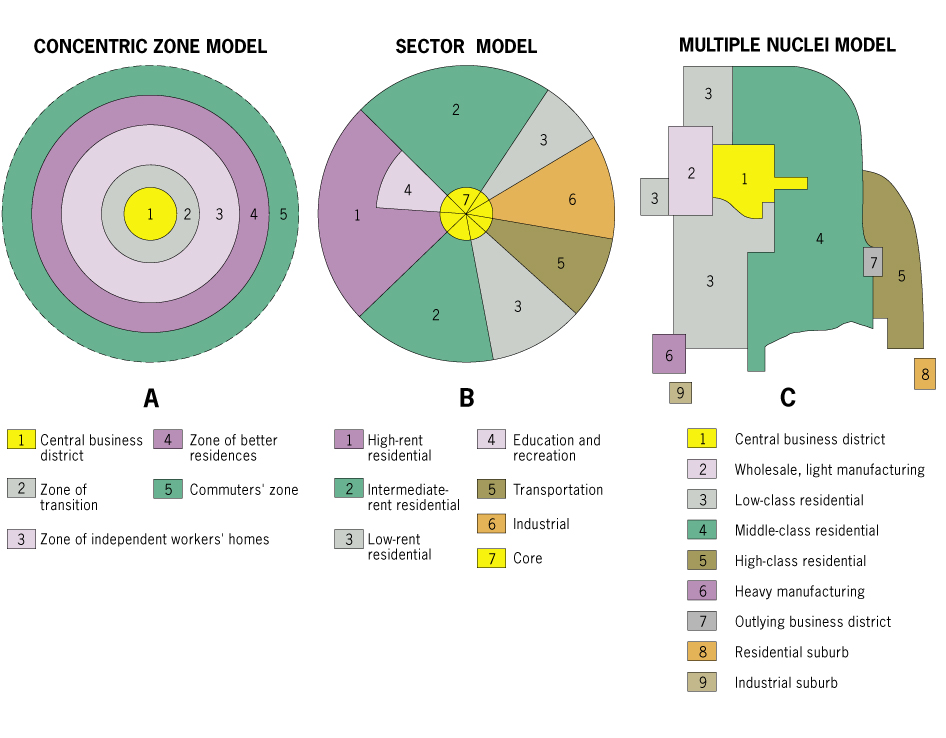 CONCENTRIC ZONE MODEL
1
2
3
4
5
A
1 Central business
district
2 Zone of
transition
3 Zone of independent workers' homes
4 Zone of better
residences
5 Commuters' zone
SECTOR MODEL
2
3
4
7
6
1
5
3
2
B
1 High-rent
residential
2 Intermediate-
rent residential
3 Low-rent
residential
4 Education and
recreation
5 Transportation
6 Industrial
7 Core
MULTIPLE NUCLEI MODEL
3
2
1
3
4
7
3
5
6
8
9
C
1 Central business district
2 Wholesale, light manufacturing
3 Low-class residential
4 Middle-class residential
5 High-class residential
6 Heavy manufacturing
7 Outlying business district
8 Residential suburb
9 Industrial suburb